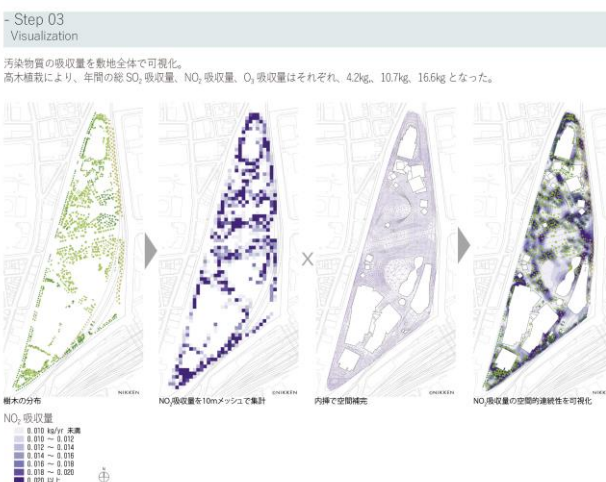 - Step 03
Visualization
汚染物質の吸収量を敷地全体で可視化。
高木植栽により、年間の総 SO₂ 吸収量、NO₂ 吸収量、O₃ 吸収量はそれぞれ、4.2kg、10.7kg、16.6kg となった。
X
NIKKEN
©NIKKEN
©NIKKEN
©NIKKEN
樹木の分布
NO₂吸収量を10mメッシュで集計
内挿で空間補完
NO₂吸収量の空間的連続性を可視化
NO₂ 吸収量
0.010 kg/yr 未満
0.010 ～ 0.012
0.012 ～ 0.014
0.014 ～ 0.016
0.016 ～ 0.018
0.018 ～ 0.020
0.020 以上